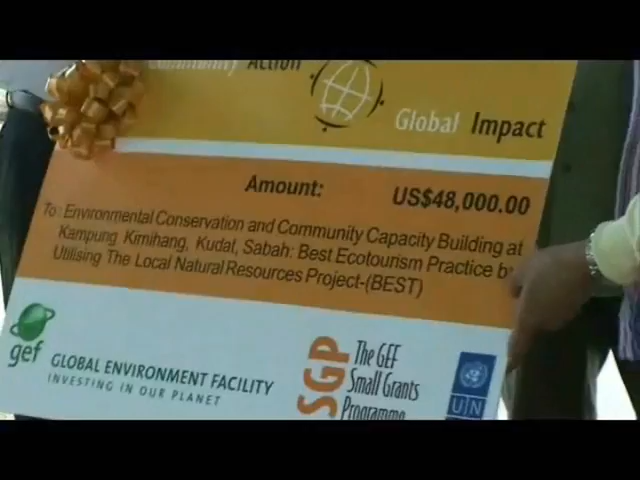 Community Action
Global Impact
Amount: US$48,000.00
To: Environmental Conservation and Community Capacity Building at
Kampung Kimihang, Kudat, Sabah: Best Ecotourism Practice by
Utilising The Local Natural Resources Project-(BEST)
gef
GLOBAL ENVIRONMENT FACILITY
INVESTING IN OUR PLANET
SGP
The GEF
Small Grants
Programme
UN